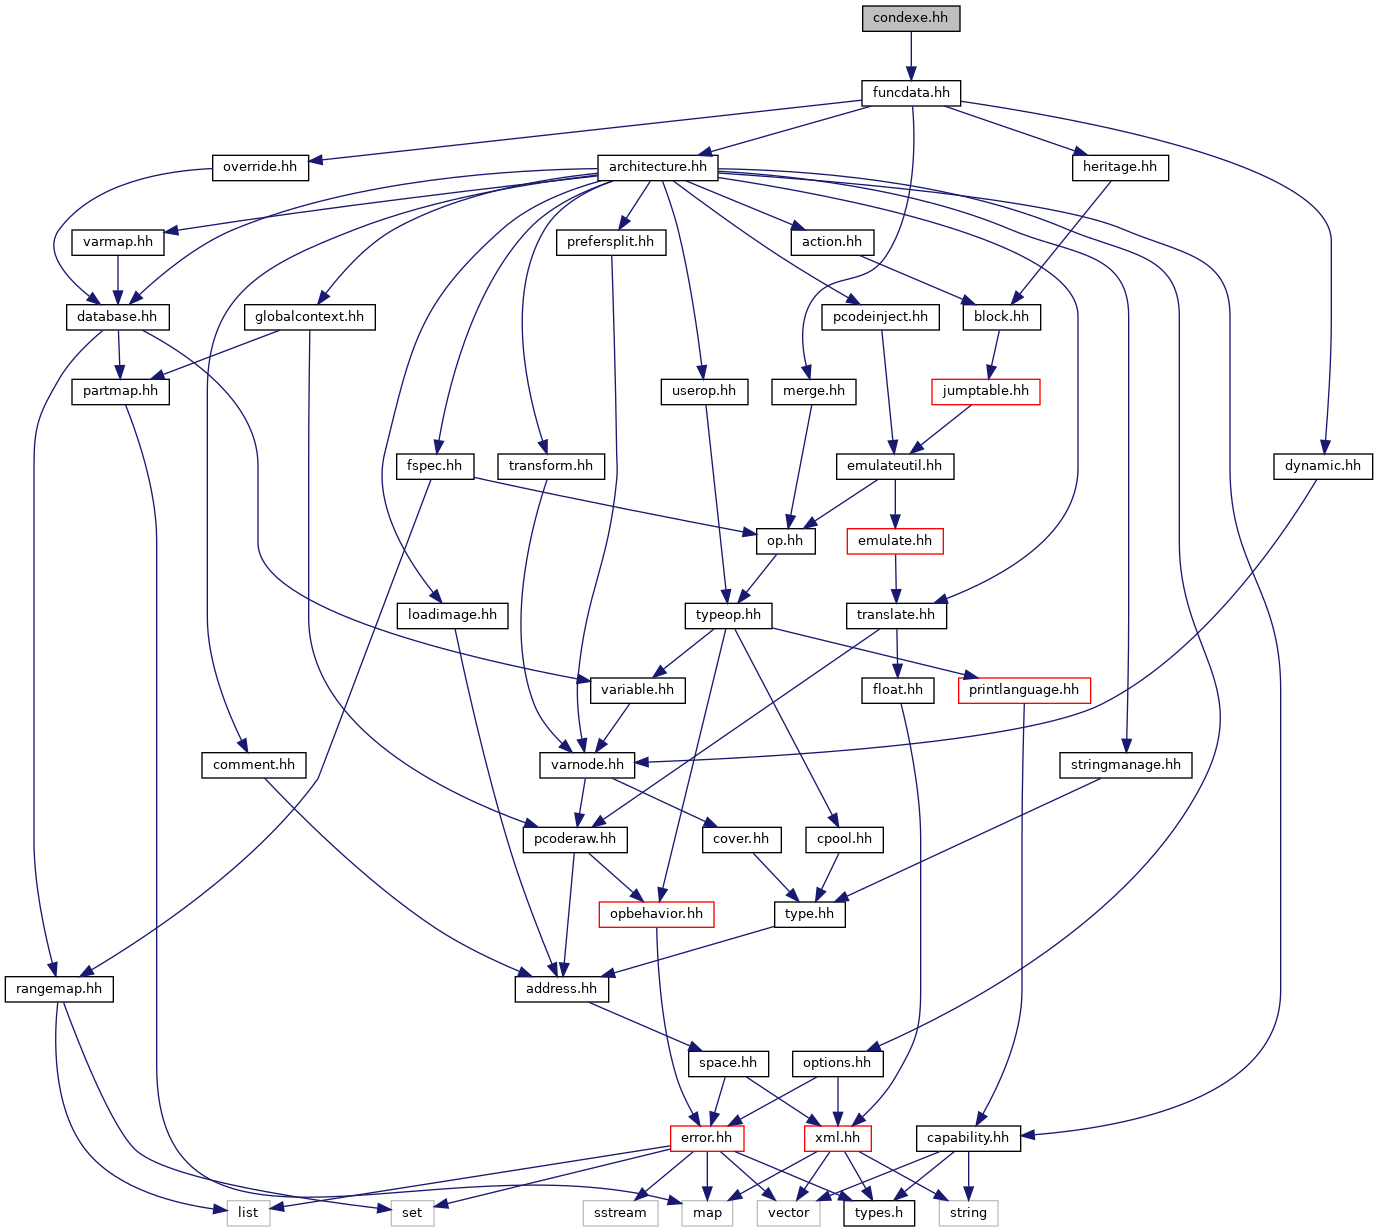 condexe.hh
funcdata.hh
override.hh
architecture.hh
heritage.hh
varmap.hh
prefersplit.hh
action.hh
database.hh
globalcontext.hh
pcodeinject.hh
block.hh
partmap.hh
userop.hh
merge.hh
jumptable.hh
fspec.hh
transform.hh
emulateutil.hh
dynamic.hh
op.hh
emulate.hh
loadimage.hh
typeop.hh
translate.hh
variable.hh
float.hh
printlanguage.hh
comment.hh
varnode.hh
stringmanage.hh
pcoderaw.hh
cover.hh
cpool.hh
opbehavior.hh
type.hh
rangemap.hh
address.hh
space.hh
options.hh
error.hh
xml.hh
capability.hh
list
set
sstream
map
vector
types.h
string